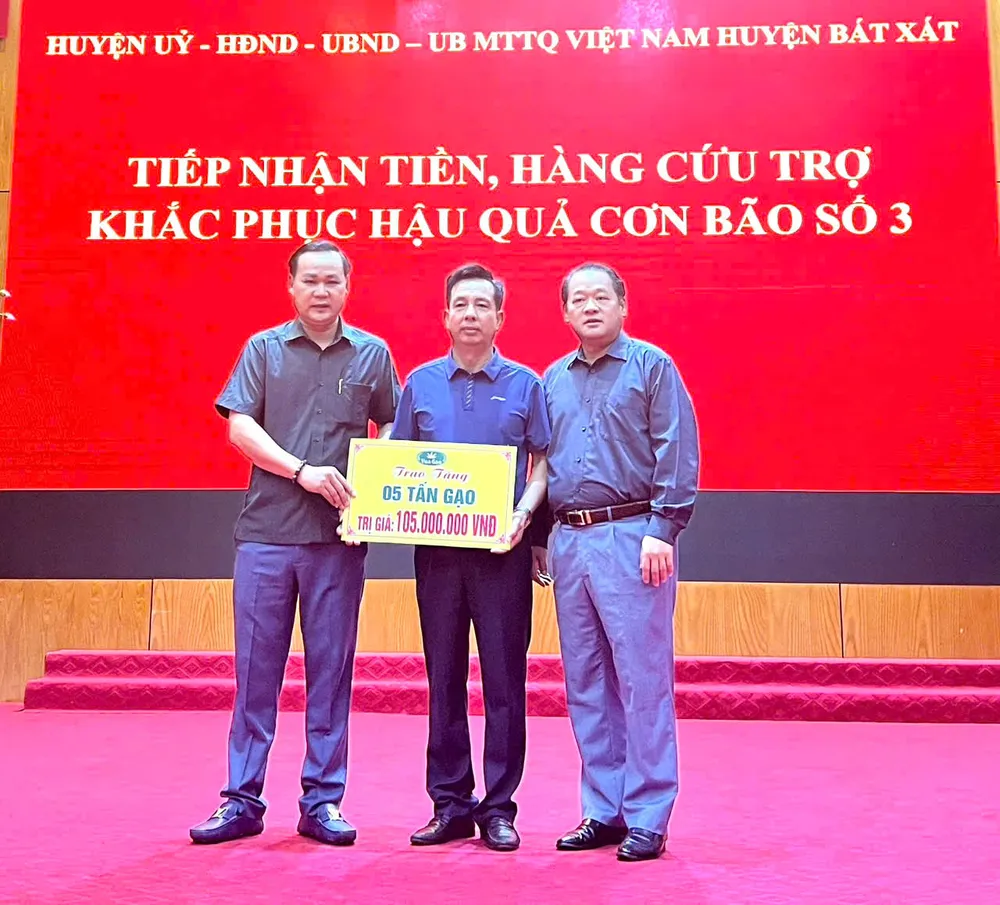 HUYỆN UỶ - HĐND - UBND – UB MTTQ VIỆT NAM HUYỆN BÁT XÁT
TIẾP NHẬN TIỀN, HÀNG CỨU TRỢ
KHẮC PHỤC HẬU QUẢ CƠN BÃO SỐ 3
Trao Tặng
05 TẤN GẠO
TRỊ GIÁ: 105.000.000 VNĐ